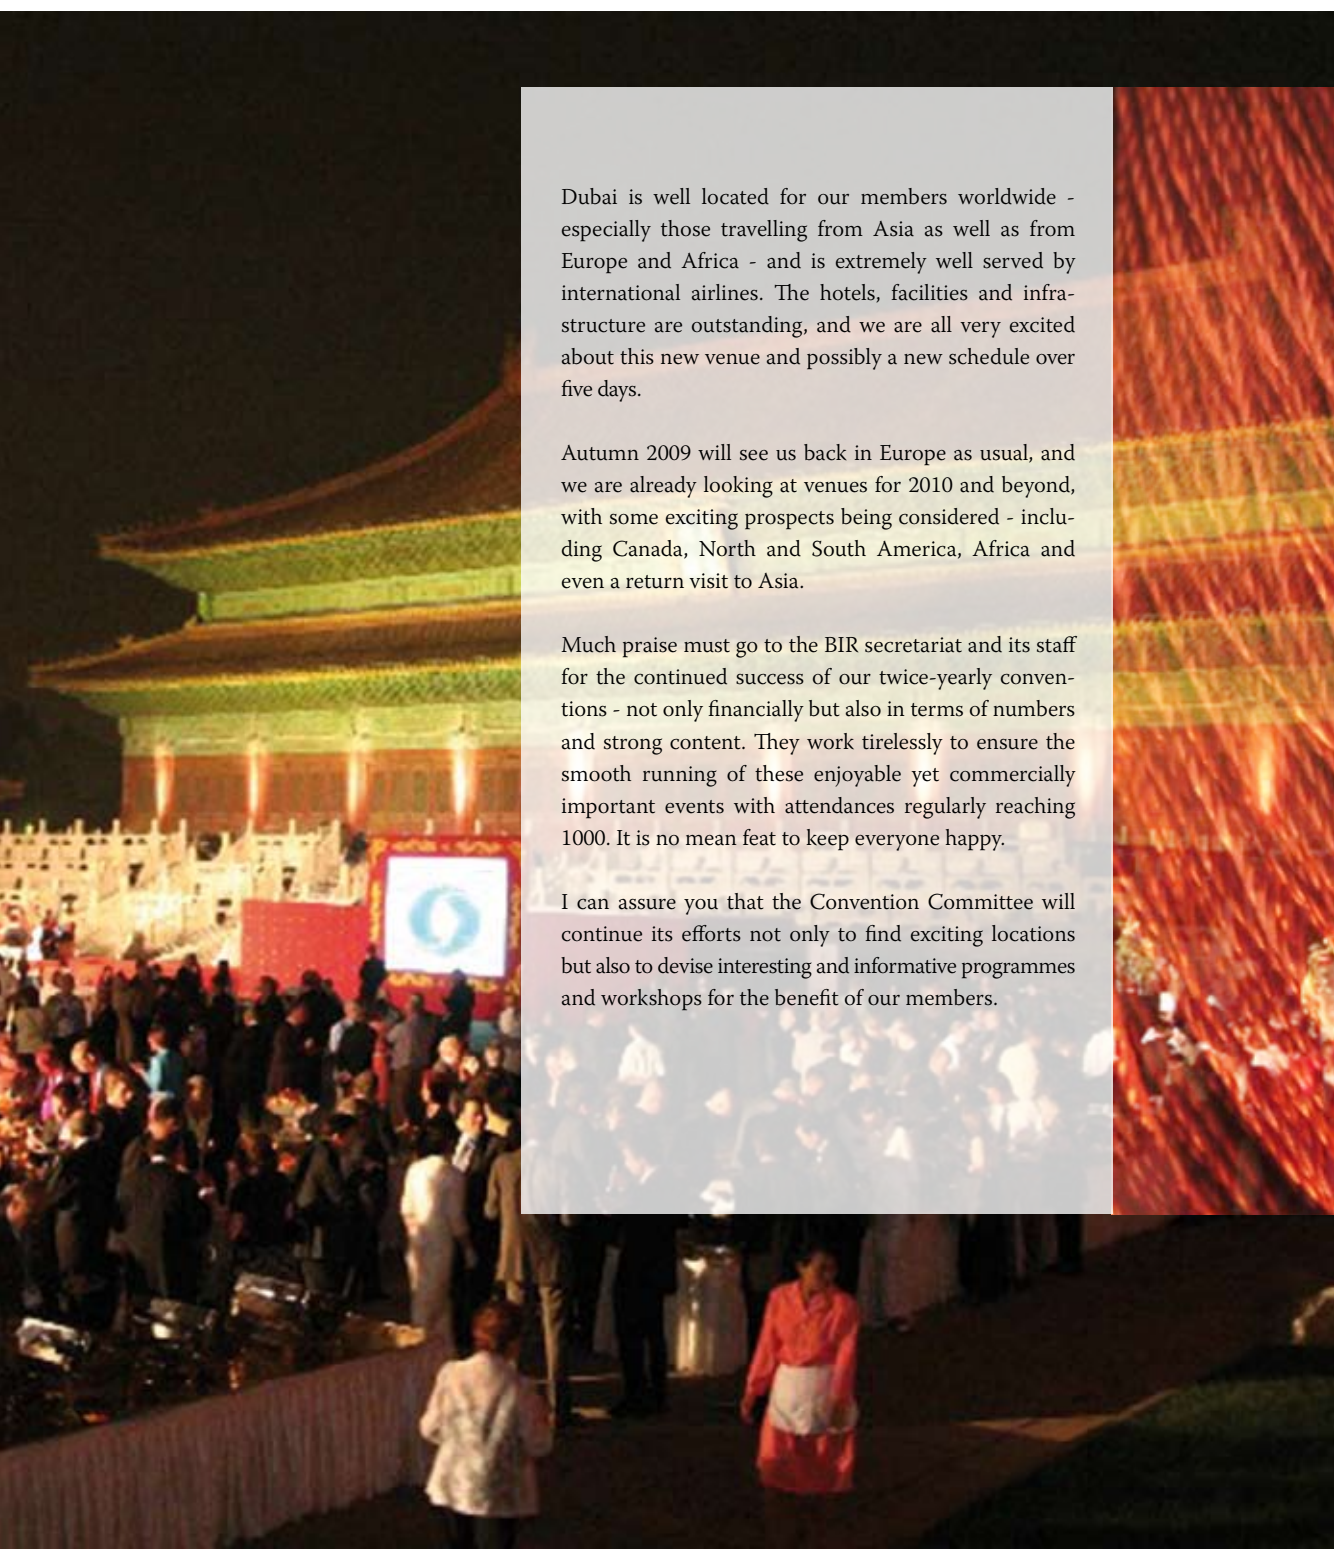 Dubai is well located for our members worldwide -
especially those travelling from Asia as well as from
Europe and Africa - and is extremely well served by
international airlines. The hotels, facilities and infra-
structure are outstanding, and we are all very excited
about this new venue and possibly a new schedule over
five days.
Autumn 2009 will see us back in Europe as usual, and
we are already looking at venues for 2010 and beyond,
with some exciting prospects being considered - inclu-
ding Canada, North and South America, Africa and
even a return visit to Asia.
Much praise must go to the BIR secretariat and its staff
for the continued success of our twice-yearly conven-
tions - not only financially but also in terms of numbers
and strong content. They work tirelessly to ensure the
smooth running of these enjoyable yet commercially
important events with attendances regularly reaching
1000. It is no mean feat to keep everyone happy.
I can assure you that the Convention Committee will
continue its efforts not only to find exciting locations
but also to devise interesting and informative programmes
and workshops for the benefit of our members.